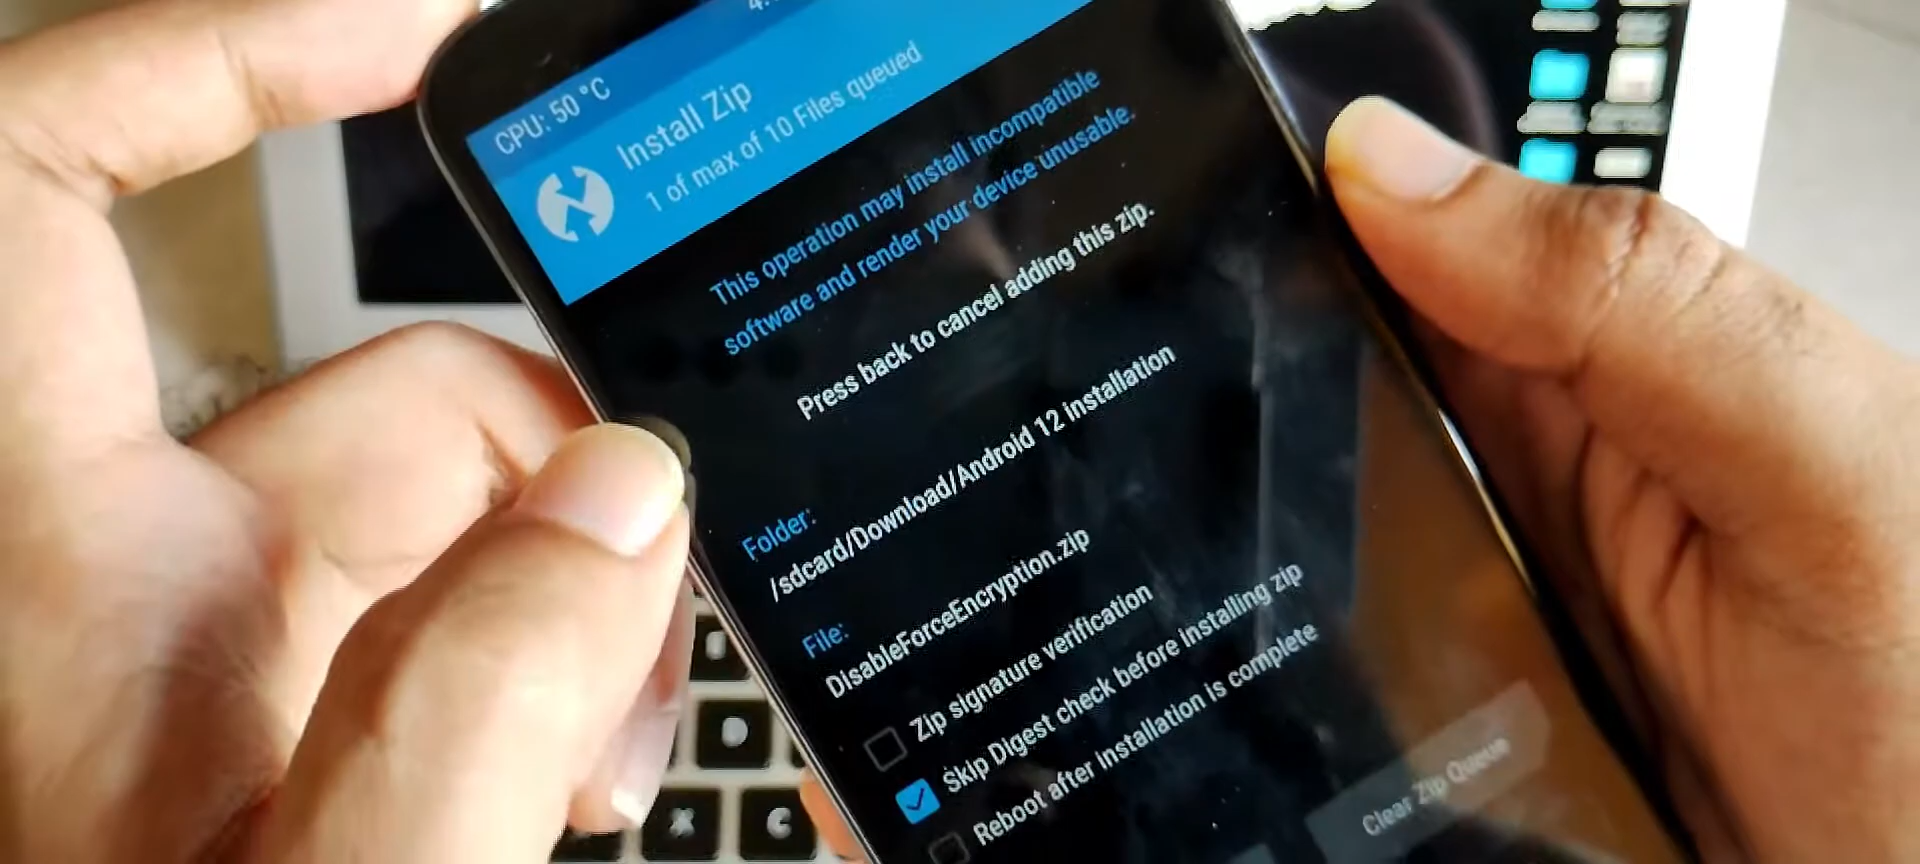 CPU: 50 °C
Install Zip
1 of max of 10 Files queued
This operation may install incompatible
software and render your device unusable.
Press back to cancel adding this zip.
Folder:
/sdcard/Download/Android 12 installation
File:
DisableForceEncryption.zip
Zip signature verification
Skip Digest check before installing zip
Reboot after installation is complete
Clear Zip Queue
D
X
C